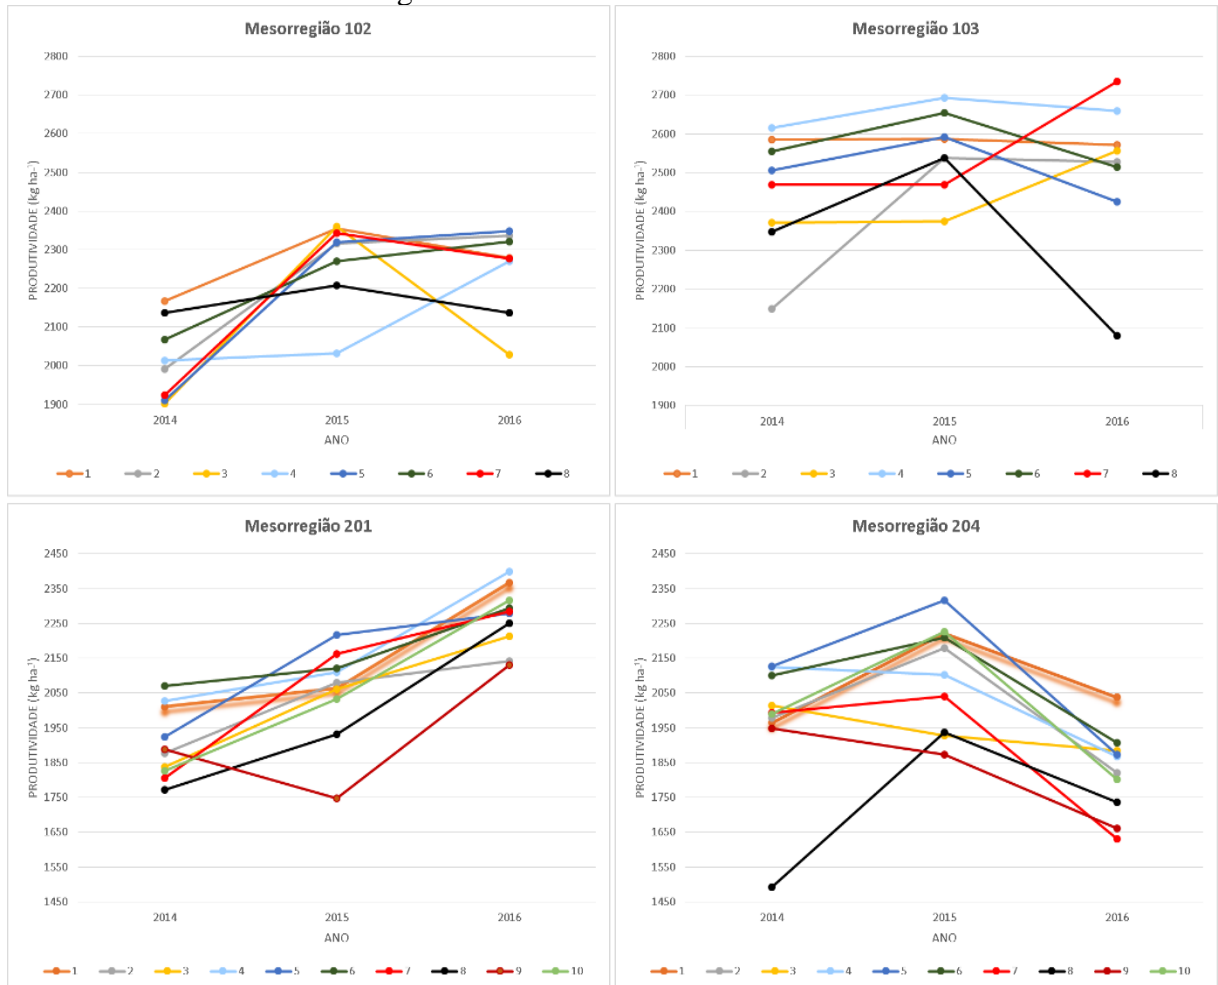 Mesorregião 102
2800
2700
2600
2500
2400
2300
2200
2100
2000
1900
PRODUTIVIDADE (kg ha⁻¹)
2014 2015 2016
ANO
1 2 3 4 5 6 7 8
Mesorregião 103
2800
2700
2600
2500
2400
2300
2200
2100
2000
1900
PRODUTIVIDADE (kg ha⁻¹)
2014 2015 2016
ANO
1 2 3 4 5 6 7 8
Mesorregião 201
2450
2350
2250
2150
2050
1950
1850
1750
1650
1550
1450
PRODUTIVIDADE (kg ha⁻¹)
2014 2015 2016
ANO
1 2 3 4 5 6 7 8 9 10
Mesorregião 204
2450
2350
2250
2150
2050
1950
1850
1750
1650
1550
1450
PRODUTIVIDADE (kg ha⁻¹)
2014 2015 2016
ANO
1 2 3 4 5 6 7 8 9 10